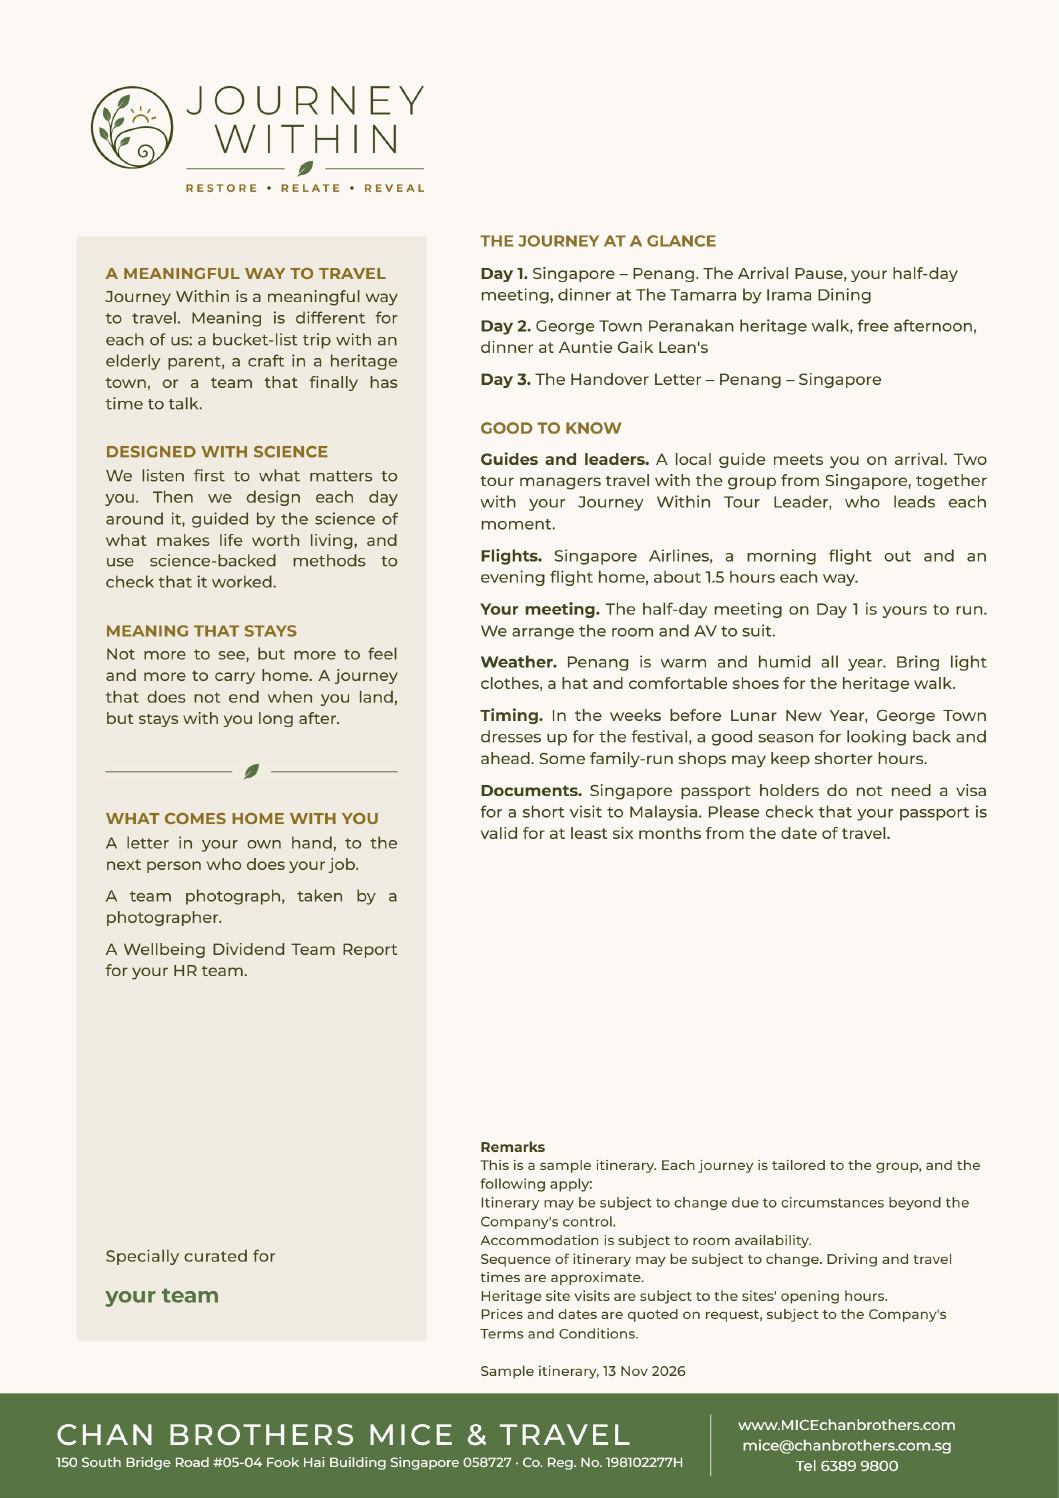 JOURNEY
WITHIN
RESTORE • RELATE • REVEAL
A MEANINGFUL WAY TO TRAVEL
Journey Within is a meaningful way
to travel. Meaning is different for
each of us: a bucket-list trip with an
elderly parent, a craft in a heritage
town, or a team that finally has
time to talk.
DESIGNED WITH SCIENCE
We listen first to what matters to
you. Then we design each day
around it, guided by the science of
what makes life worth living, and
use science-backed methods to
check that it worked.
MEANING THAT STAYS
Not more to see, but more to feel
and more to carry home. A journey
that does not end when you land,
but stays with you long after.
WHAT COMES HOME WITH YOU
A letter in your own hand, to the
next person who does your job.
A team photograph, taken by a
photographer.
A Wellbeing Dividend Team Report
for your HR team.
Specially curated for
your team
THE JOURNEY AT A GLANCE
Day 1. Singapore – Penang. The Arrival Pause, your half-day
meeting, dinner at The Tamarra by Irama Dining
Day 2. George Town Peranakan heritage walk, free afternoon,
dinner at Auntie Gaik Lean's
Day 3. The Handover Letter – Penang – Singapore
GOOD TO KNOW
Guides and leaders. A local guide meets you on arrival. Two
tour managers travel with the group from Singapore, together
with your Journey Within Tour Leader, who leads each
moment.
Flights. Singapore Airlines, a morning flight out and an
evening flight home, about 1.5 hours each way.
Your meeting. The half-day meeting on Day 1 is yours to run.
We arrange the room and AV to suit.
Weather. Penang is warm and humid all year. Bring light
clothes, a hat and comfortable shoes for the heritage walk.
Timing. In the weeks before Lunar New Year, George Town
dresses up for the festival, a good season for looking back and
ahead. Some family-run shops may keep shorter hours.
Documents. Singapore passport holders do not need a visa
for a short visit to Malaysia. Please check that your passport is
valid for at least six months from the date of travel.
Remarks
This is a sample itinerary. Each journey is tailored to the group, and the
following apply:
Itinerary may be subject to change due to circumstances beyond the
Company's control.
Accommodation is subject to room availability.
Sequence of itinerary may be subject to change. Driving and travel
times are approximate.
Heritage site visits are subject to the sites' opening hours.
Prices and dates are quoted on request, subject to the Company's
Terms and Conditions.
Sample itinerary, 13 Nov 2026
CHAN BROTHERS MICE & TRAVEL
150 South Bridge Road #05-04 Fook Hai Building Singapore 058727 · Co. Reg. No. 198102277H
www.MICEchanbrothers.com
mice@chanbrothers.com.sg
Tel 6389 9800